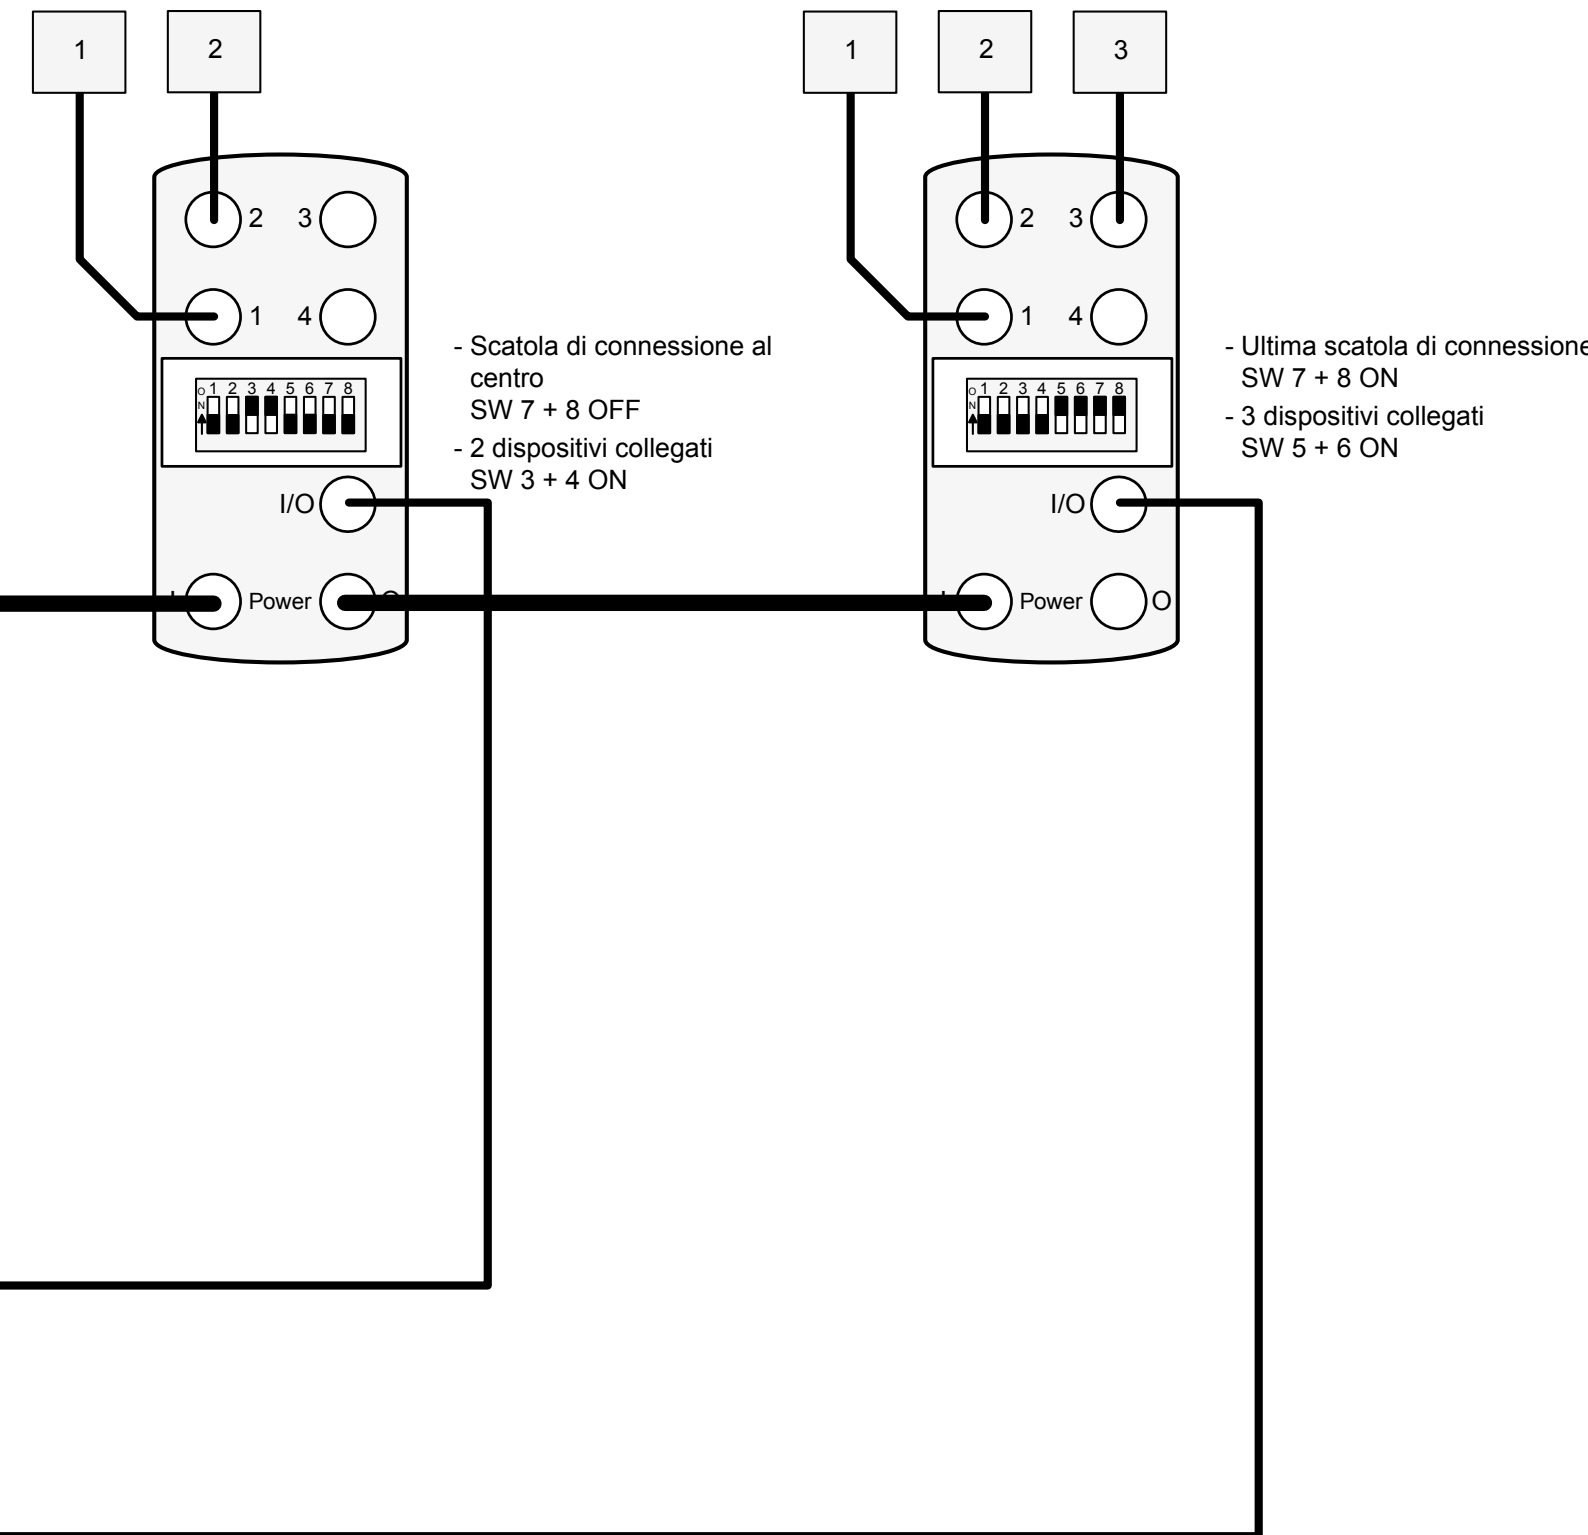 1
2
1
2
3
2
3
2
3
1
4
1
4
- Scatola di connessione al
centro
SW 7 + 8 OFF
- 2 dispositivi collegati
SW 3 + 4 ON
- Ultima scatola di connessione
SW 7 + 8 ON
- 3 dispositivi collegati
SW 5 + 6 ON
ON
1 2 3 4 5 6 7 8
ON
1 2 3 4 5 6 7 8
I/O
I/O
Power
Power
O